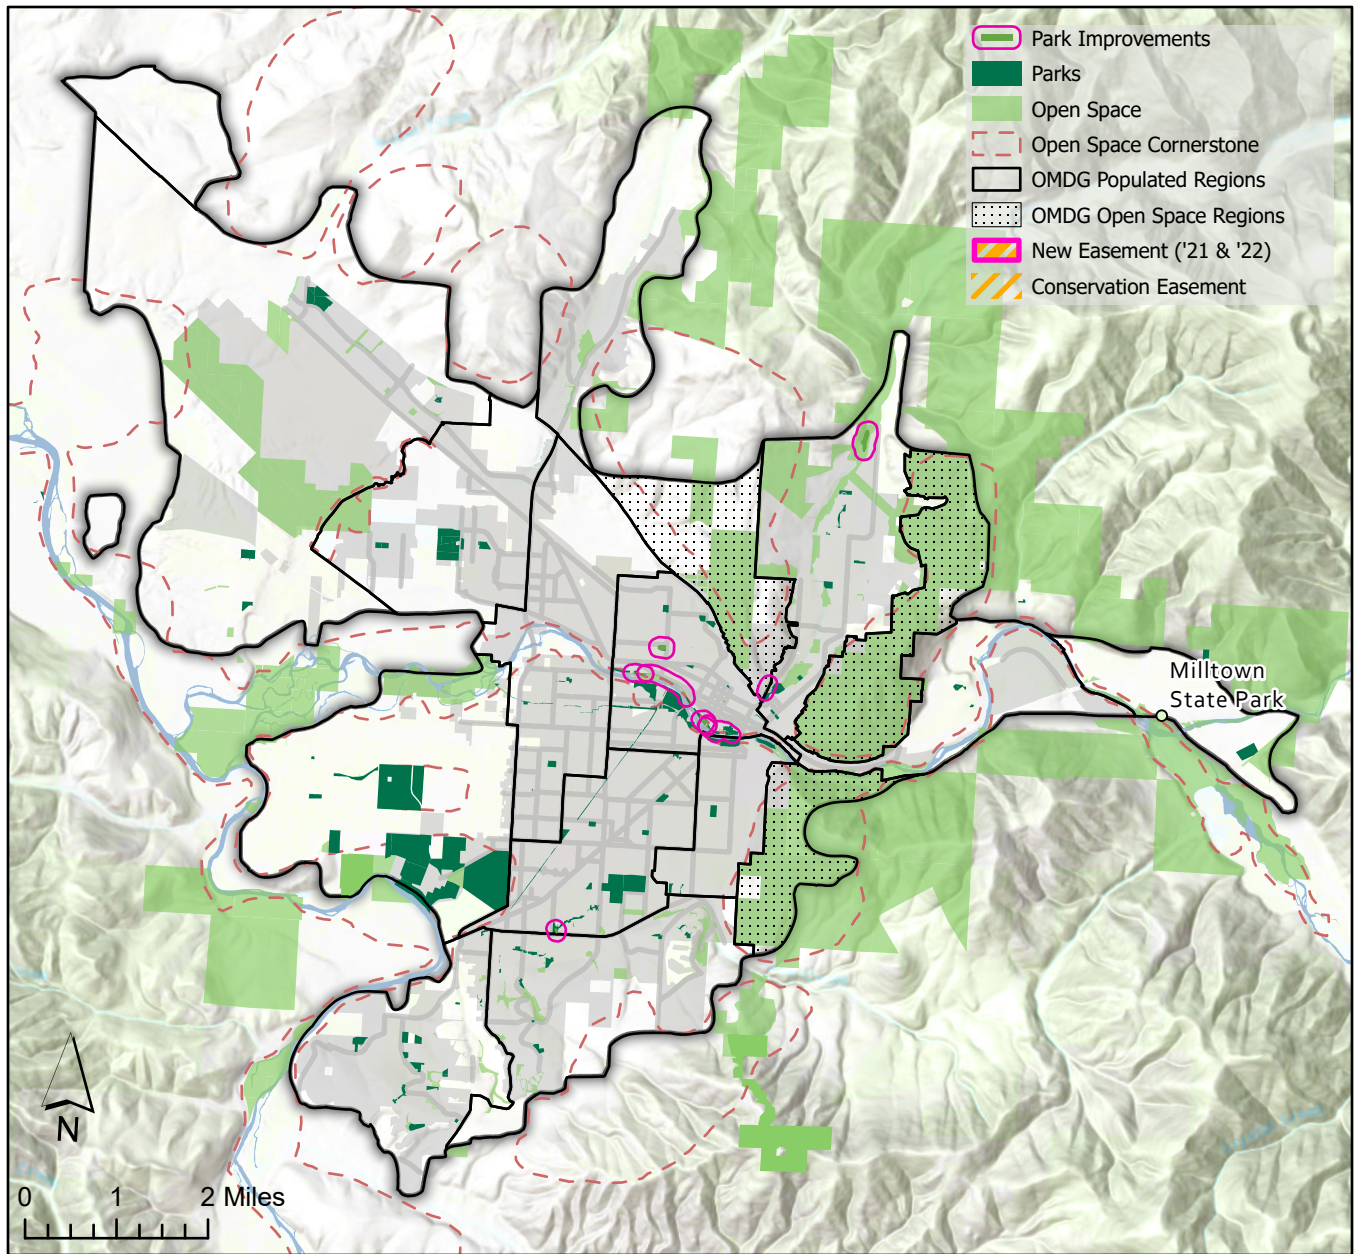 Park Improvements
Parks
Open Space
Open Space Cornerstone
OMDG Populated Regions
OMDG Open Space Regions
New Easement ('21 & '22)
Conservation Easement
Milltown
State Park
N
0 1 2 Miles